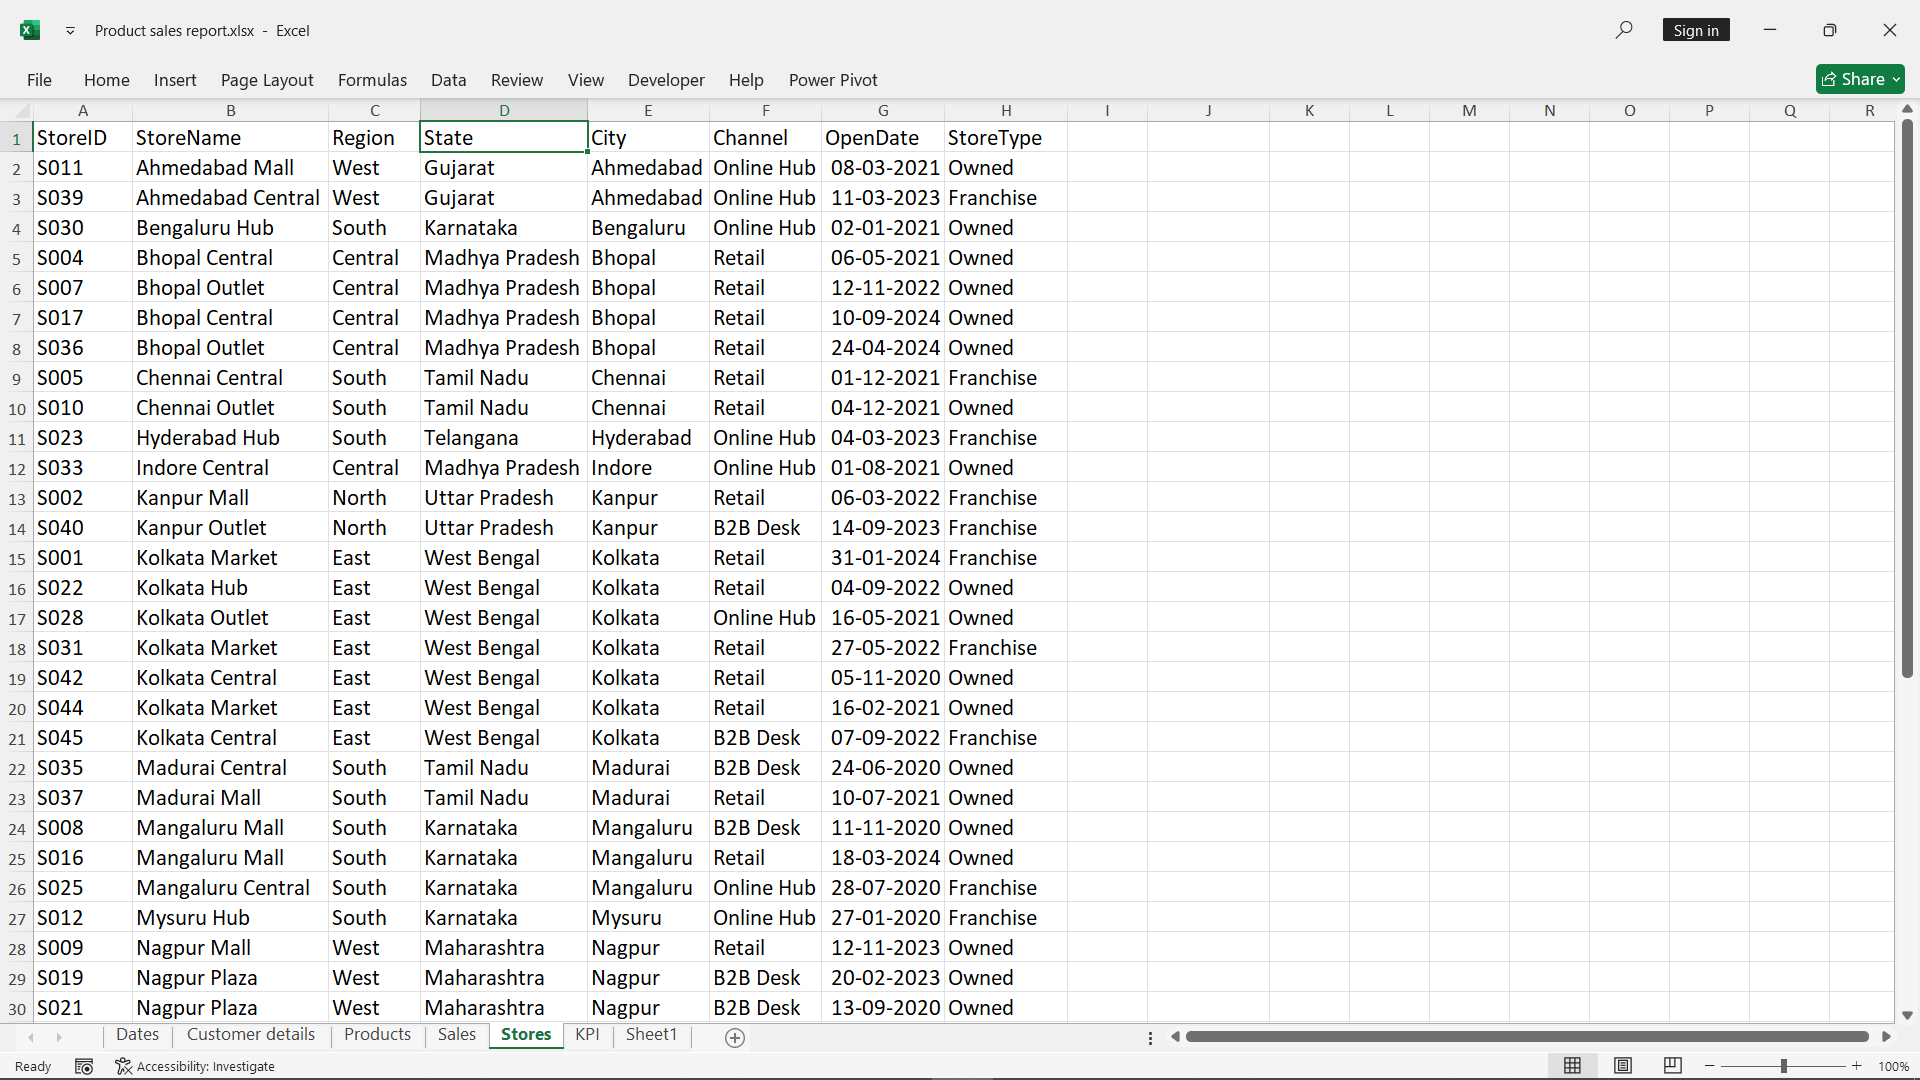 Product sales report.xlsx - Excel
Sign in
File Home Insert Page Layout Formulas Data Review View Developer Help Power Pivot
Share
A B C D E F G H I J K L M N O P Q R
1 StoreID StoreName Region State City Channel OpenDate StoreType
2 S011 Ahmedabad Mall West Gujarat Ahmedabad Online Hub 08-03-2021 Owned
3 S039 Ahmedabad Central West Gujarat Ahmedabad Online Hub 11-03-2023 Franchise
4 S030 Bengaluru Hub South Karnataka Bengaluru Online Hub 02-01-2021 Owned
5 S004 Bhopal Central Central Madhya Pradesh Bhopal Retail 06-05-2021 Owned
6 S007 Bhopal Outlet Central Madhya Pradesh Bhopal Retail 12-11-2022 Owned
7 S017 Bhopal Central Central Madhya Pradesh Bhopal Retail 10-09-2024 Owned
8 S036 Bhopal Outlet Central Madhya Pradesh Bhopal Retail 24-04-2024 Owned
9 S005 Chennai Central South Tamil Nadu Chennai Retail 01-12-2021 Franchise
10 S010 Chennai Outlet South Tamil Nadu Chennai Retail 04-12-2021 Owned
11 S023 Hyderabad Hub South Telangana Hyderabad Online Hub 04-03-2023 Franchise
12 S033 Indore Central Central Madhya Pradesh Indore Online Hub 01-08-2021 Owned
13 S002 Kanpur Mall North Uttar Pradesh Kanpur Retail 06-03-2022 Franchise
14 S040 Kanpur Outlet North Uttar Pradesh Kanpur B2B Desk 14-09-2023 Franchise
15 S001 Kolkata Market East West Bengal Kolkata Retail 31-01-2024 Franchise
16 S022 Kolkata Hub East West Bengal Kolkata Retail 04-09-2022 Owned
17 S028 Kolkata Outlet East West Bengal Kolkata Online Hub 16-05-2021 Owned
18 S031 Kolkata Market East West Bengal Kolkata Retail 27-05-2022 Franchise
19 S042 Kolkata Central East West Bengal Kolkata Retail 05-11-2020 Owned
20 S044 Kolkata Market East West Bengal Kolkata Retail 16-02-2021 Owned
21 S045 Kolkata Central East West Bengal Kolkata B2B Desk 07-09-2022 Franchise
22 S035 Madurai Central South Tamil Nadu Madurai B2B Desk 24-06-2020 Owned
23 S037 Madurai Mall South Tamil Nadu Madurai Retail 10-07-2021 Owned
24 S008 Mangaluru Mall South Karnataka Mangaluru B2B Desk 11-11-2020 Owned
25 S016 Mangaluru Mall South Karnataka Mangaluru Retail 18-03-2024 Owned
26 S025 Mangaluru Central South Karnataka Mangaluru Online Hub 28-07-2020 Franchise
27 S012 Mysuru Hub South Karnataka Mysuru Online Hub 27-01-2020 Franchise
28 S009 Nagpur Mall West Maharashtra Nagpur Retail 12-11-2023 Owned
29 S019 Nagpur Plaza West Maharashtra Nagpur B2B Desk 20-02-2023 Owned
30 S021 Nagpur Plaza West Maharashtra Nagpur B2B Desk 13-09-2020 Owned
Dates Customer details Products Sales Stores KPI Sheet1
Ready Accessibility: Investigate 100%